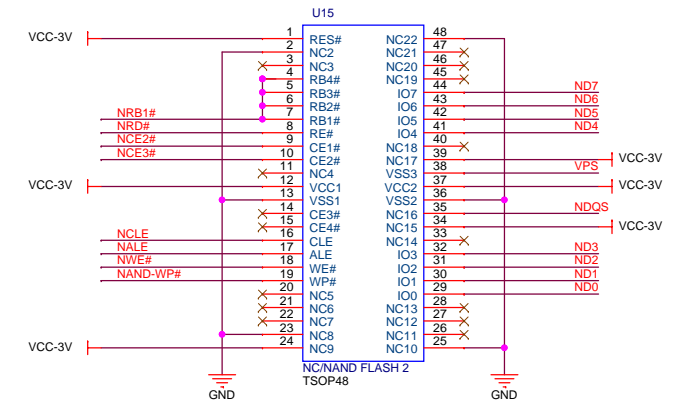 U15
VCC-3V 1 RES# NC22 48
2 NC2 NC21 47
3 NC3 NC20 46
4 RB4# NC19 45
5 RB3# IO7 44 ND7
6 RB2# IO6 43 ND6
NRB1# 7 RB1# IO5 42 ND5
NRD# 8 RE# IO4 41 ND4
NCE2# 9 CE1# NC18 40
NCE3# 10 CE2# NC17 39 VCC-3V
11 NC4 VSS3 38 VPS
VCC-3V 12 VCC1 VCC2 37 VCC-3V
13 VSS1 VSS2 36
14 CE3# NC16 35 NDQS
15 CE4# NC15 34 VCC-3V
NCLE 16 CLE NC14 33
NALE 17 ALE IO3 32 ND3
NWE# 18 WE# IO2 31 ND2
NAND-WP# 19 WP# IO1 30 ND1
20 NC5 IO0 29 ND0
21 NC6 NC13 28
22 NC7 NC12 27
23 NC8 NC11 26
VCC-3V 24 NC9 NC10 25
NC/NAND FLASH 2
TSOP48
GND GND